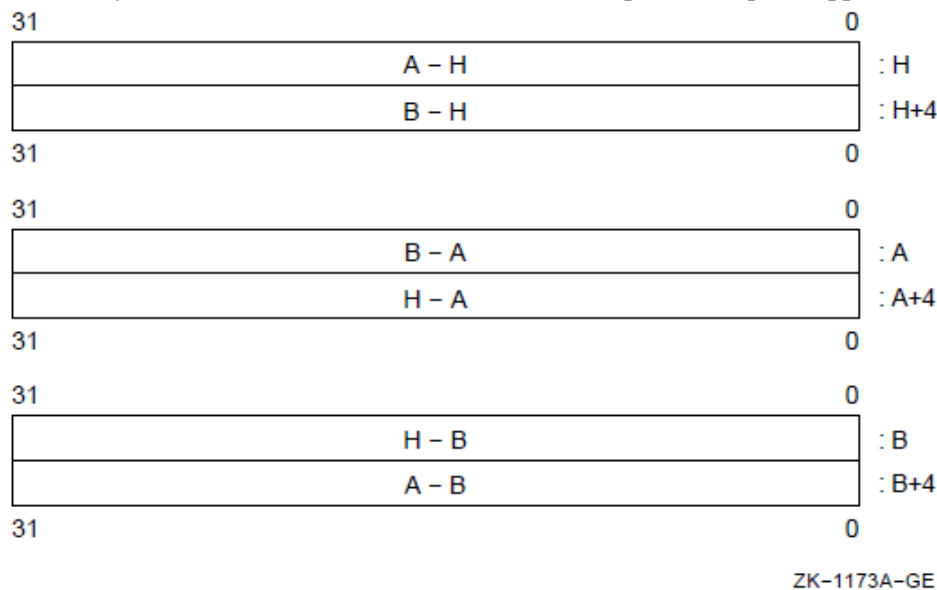 31 0
A – H : H
B – H : H+4
31 0
31 0
B – A : A
H – A : A+4
31 0
31 0
H – B : B
A – B : B+4
31 0
ZK–1173A–GE